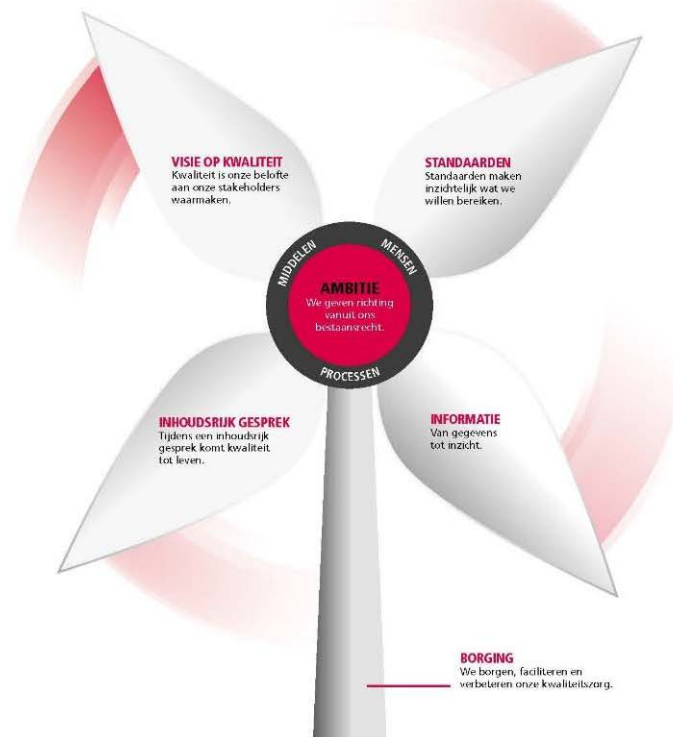 VISIE OP KWALITEIT
Kwaliteit is onze belofte
aan onze stakeholders
waarmaken.
STANDAARDEN
Standaarden maken
inzichtelijk wat we
willen bereiken.
MIDDELEN
MENSEN
AMBITIE
We geven richting
vanuit ons
bestaansrecht.
PROCESSEN
INHOUDSRIJK GESPREK
Tijdens een inhoudsrijk
gesprek komt kwaliteit
tot leven.
INFORMATIE
Van gegevens
tot inzicht.
BORGING
We borgen, faciliteren en
verbeteren onze kwaliteitszorg.